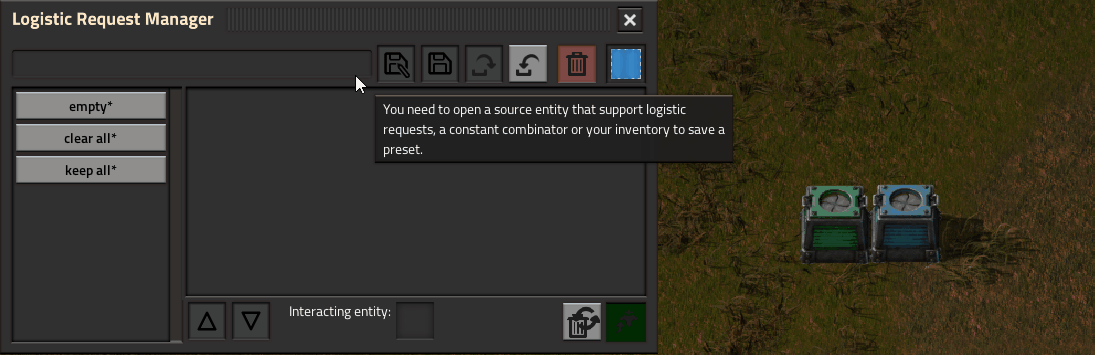 Logistic Request Manager
empty*
clear all*
keep all*
You need to open a source entity that support logistic
requests, a constant combinator or your inventory to save a
preset.
Interacting entity: